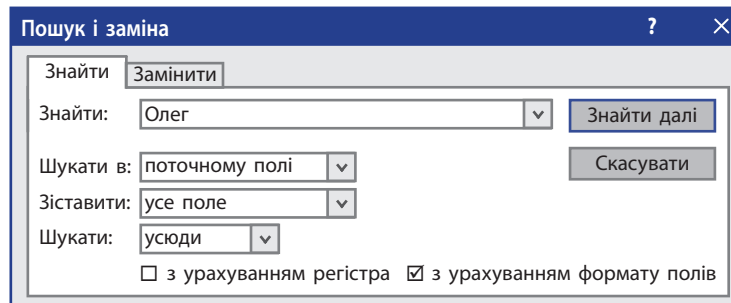 Пошук і заміна ? ×
Знайти Замінити
Знайти: Олег Знайти далі
Шукати в: поточному полі Скасувати
Зіставити: усе поле
Шукати: усюди
з урахуванням регістра з урахуванням формату полів